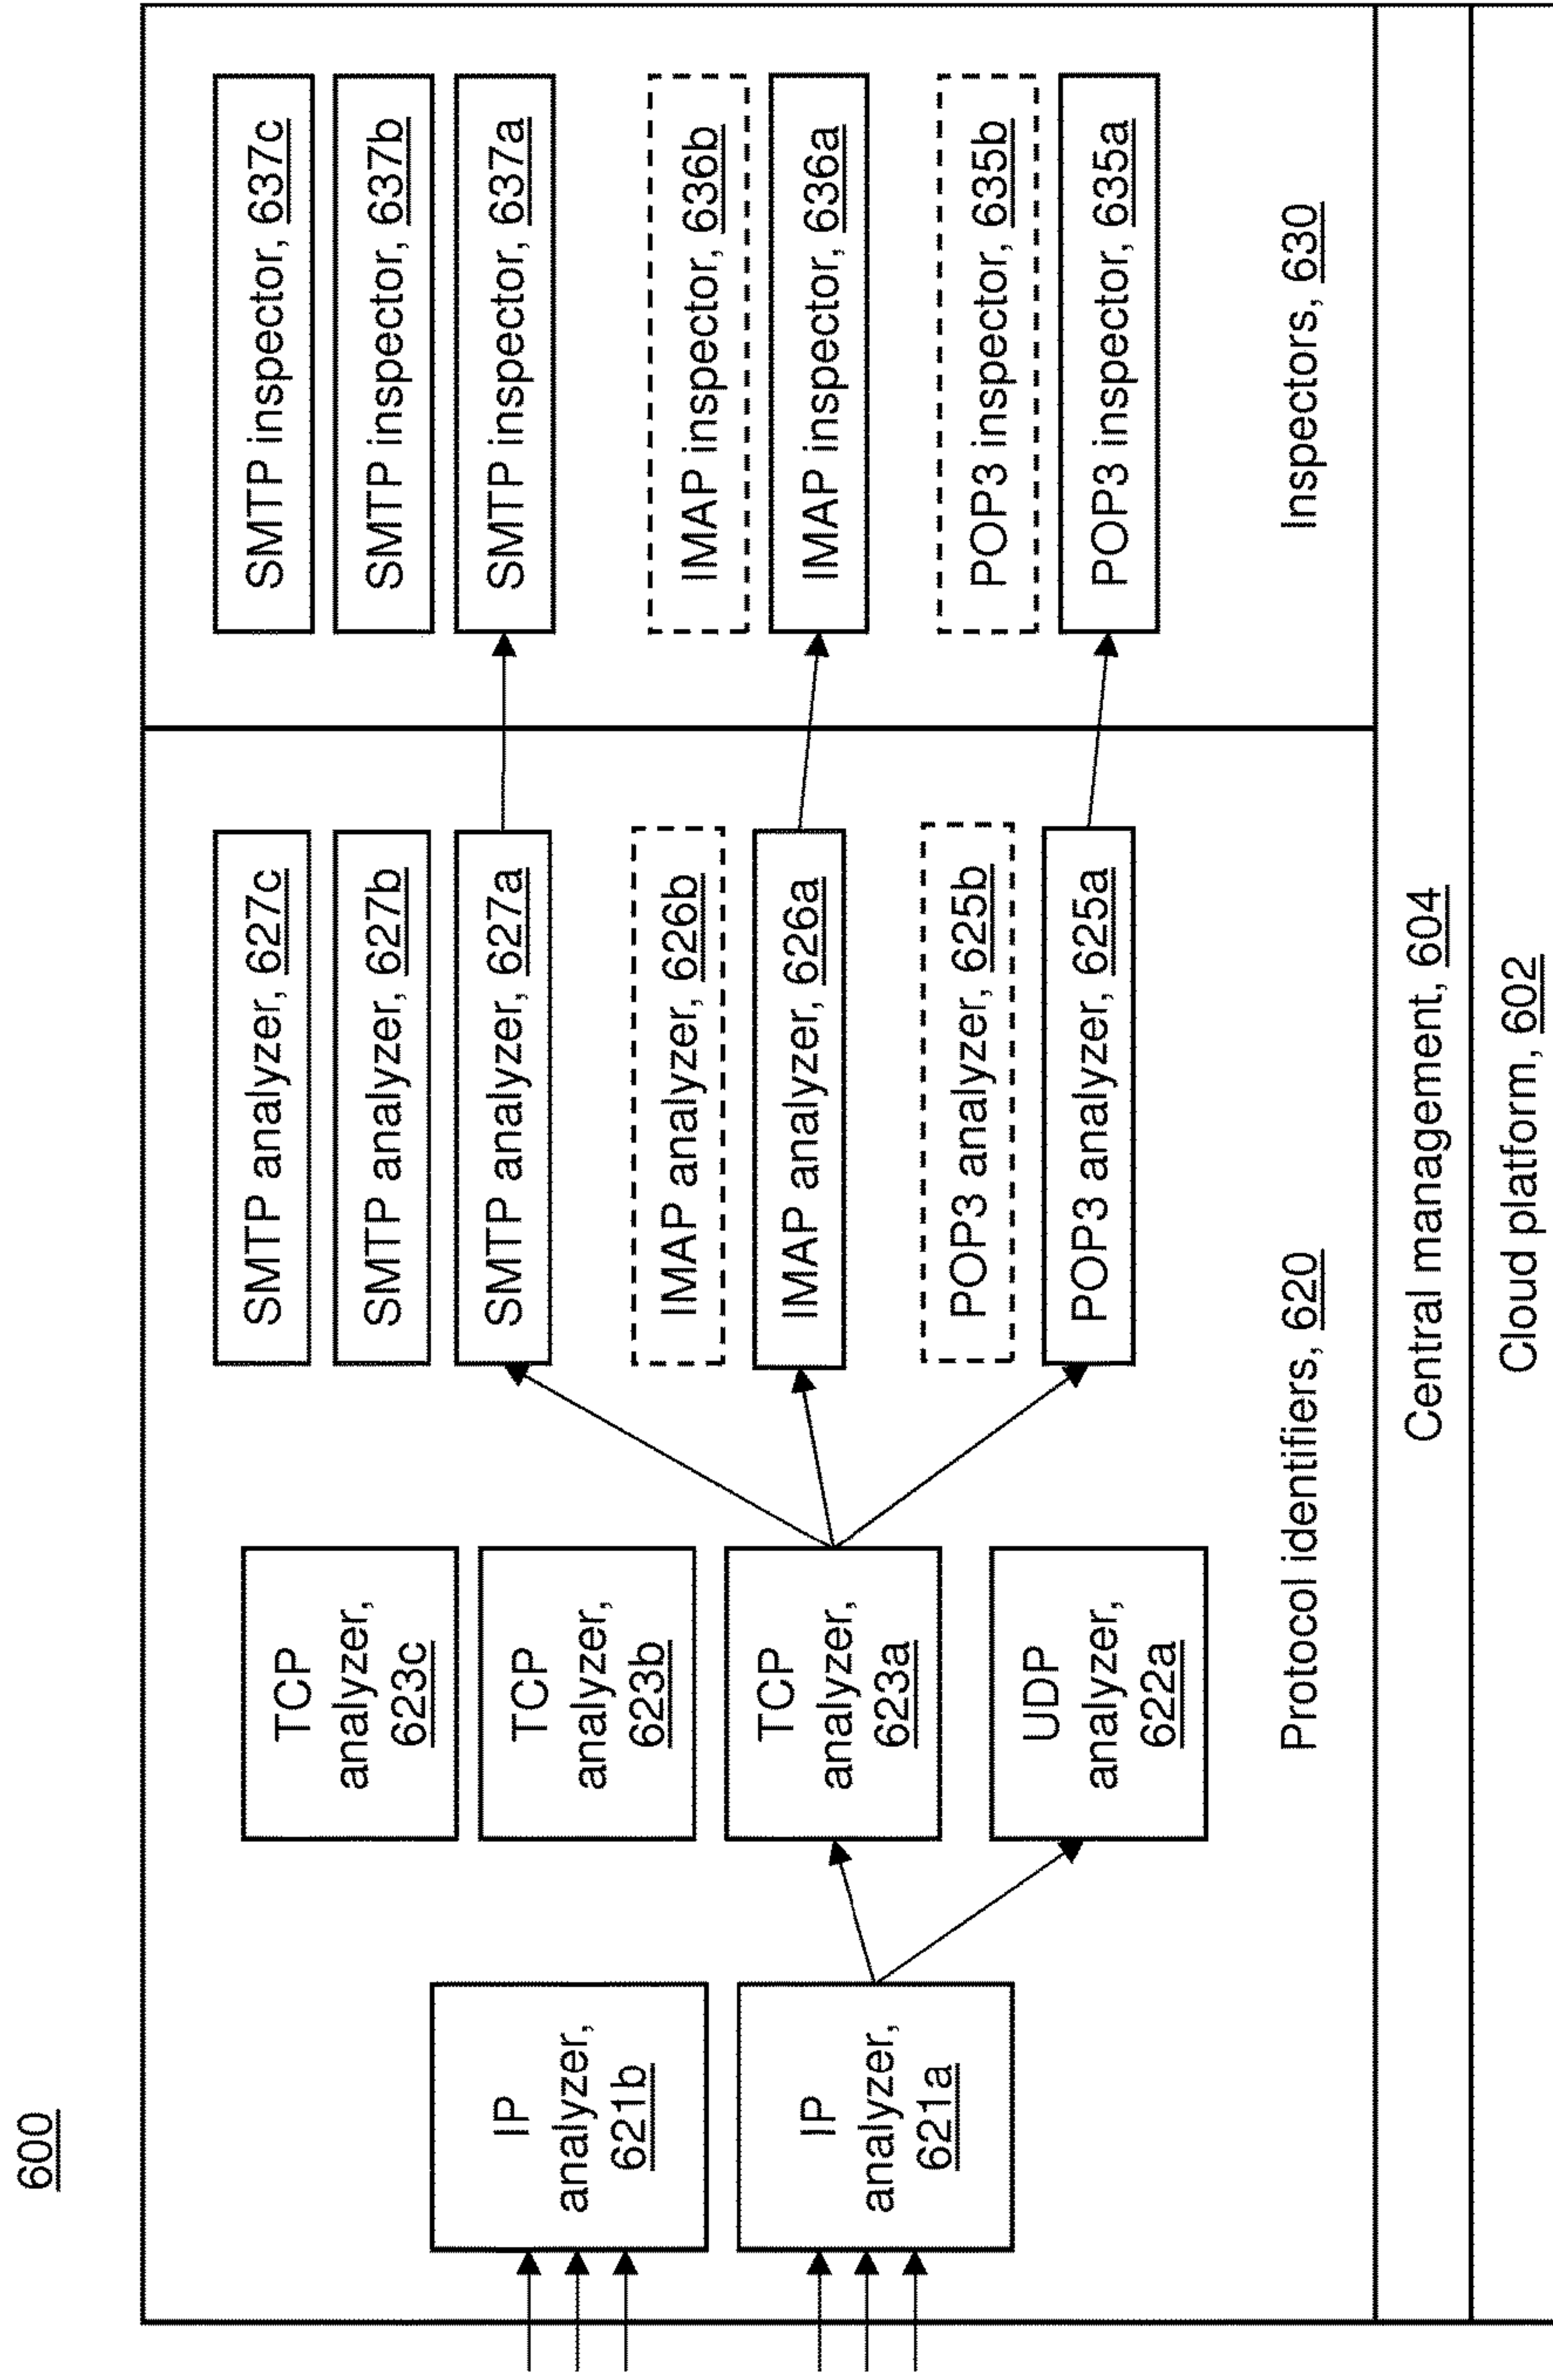 600
IP
analyzer,
621b
IP
analyzer,
621a
TCP
analyzer,
623c
TCP
analyzer,
623b
TCP
analyzer,
623a
UDP
analyzer,
622a
SMTP analyzer, 627c
SMTP analyzer, 627b
SMTP analyzer, 627a
IMAP analyzer, 626b
IMAP analyzer, 626a
POP3 analyzer, 625b
POP3 analyzer, 625a
Protocol identifiers, 620
SMTP inspector, 637c
SMTP inspector, 637b
SMTP inspector, 637a
IMAP inspector, 636b
IMAP inspector, 636a
POP3 inspector, 635b
POP3 inspector, 635a
Inspectors, 630
Central management, 604
Cloud platform, 602